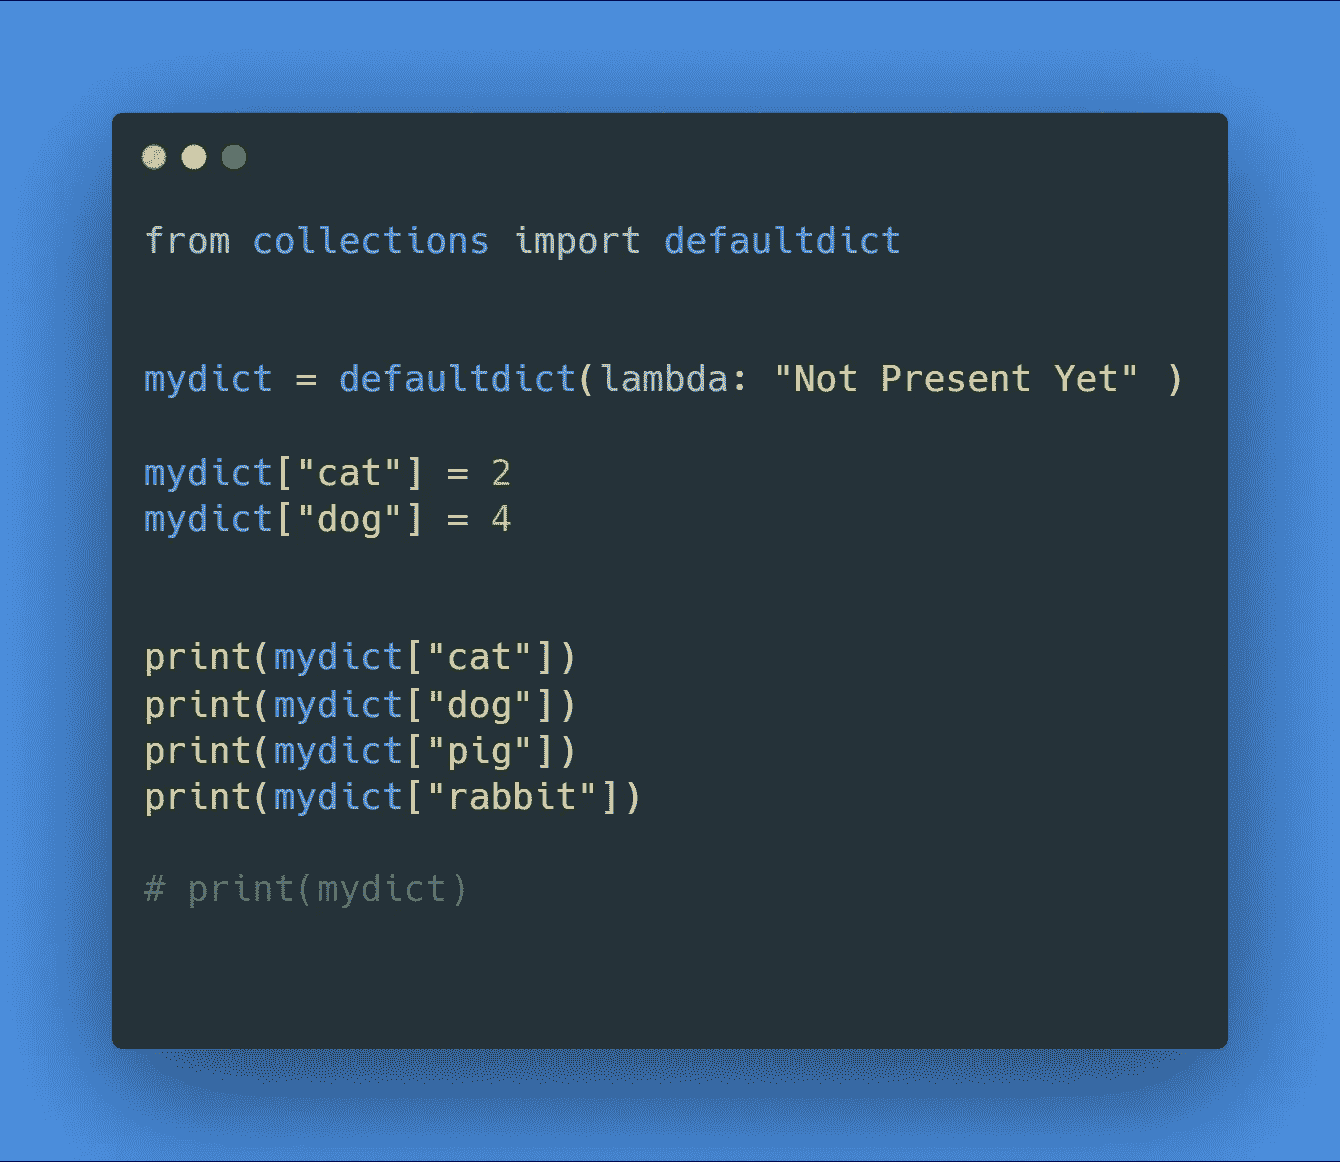 from collections import defaultdict
mydict = defaultdict(lambda: "Not Present Yet" )
mydict["cat"] = 2
mydict["dog"] = 4
print(mydict["cat"])
print(mydict["dog"])
print(mydict["pig"])
print(mydict["rabbit"])
# print(mydict)